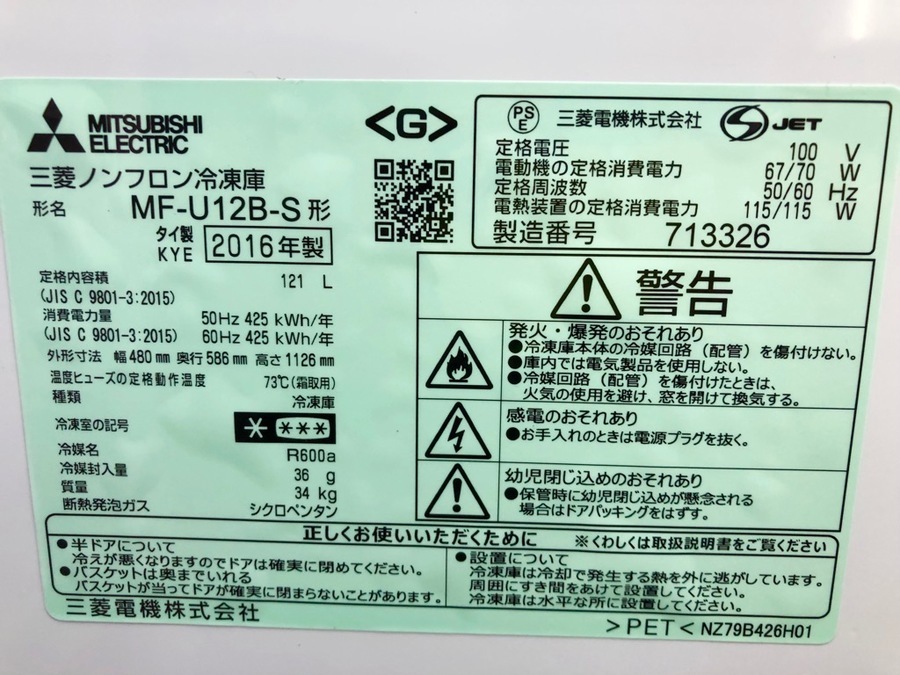 MITSUBISHI
ELECTRIC
<G>
三菱ノンフロン冷凍庫
形名 MF-U12B-S 形
タイ製
KYE 2016年製
PS
E 三菱電機株式会社 S JET
定格電圧 100 V
電動機の定格消費電力 67/70 W
定格周波数 50/60 Hz
電熱装置の定格消費電力 115/115 W
製造番号 713326
定格内容積 121 L
(JIS C 9801-3:2015)
消費電力量 50Hz 425 kWh/年
(JIS C 9801-3:2015) 60Hz 425 kWh/年
外形寸法 幅480mm 奥行586mm 高さ1126mm
温度ヒューズの定格動作温度 73℃(霜取用)
種類 冷凍庫
冷凍室の記号 * ***
冷媒名 R600a
冷媒封入量 36 g
質量 34 kg
断熱発泡ガス シクロペンタン
警告
発火・爆発のおそれあり
●冷凍庫本体の冷媒回路(配管)を傷付けない。
●庫内では電気製品を使用しない。
●冷媒回路(配管)を傷付けたときは、
火気の使用を避け、窓を開けて換気する。
感電のおそれあり
●お手入れのときは電源プラグを抜く。
幼児閉じ込めのおそれあり
●保管時に幼児閉じ込めが懸念される
場合はドアパッキングをはずす。
正しくお使いいただくために ※くわしくは取扱説明書をご覧ください
●半ドアについて
冷えが悪くなりますのでドアは確実に閉めてください。
●バスケットは奥までいれる
バスケットが当ってドアが確実に閉まらないことがあります。
●設置について
冷凍庫は冷却で発生する熱を外に逃がしています。
周囲にすき間をあけて設置してください。
冷凍庫は水平な所に設置してください。
三菱電機株式会社
>PET< NZ79B426H01